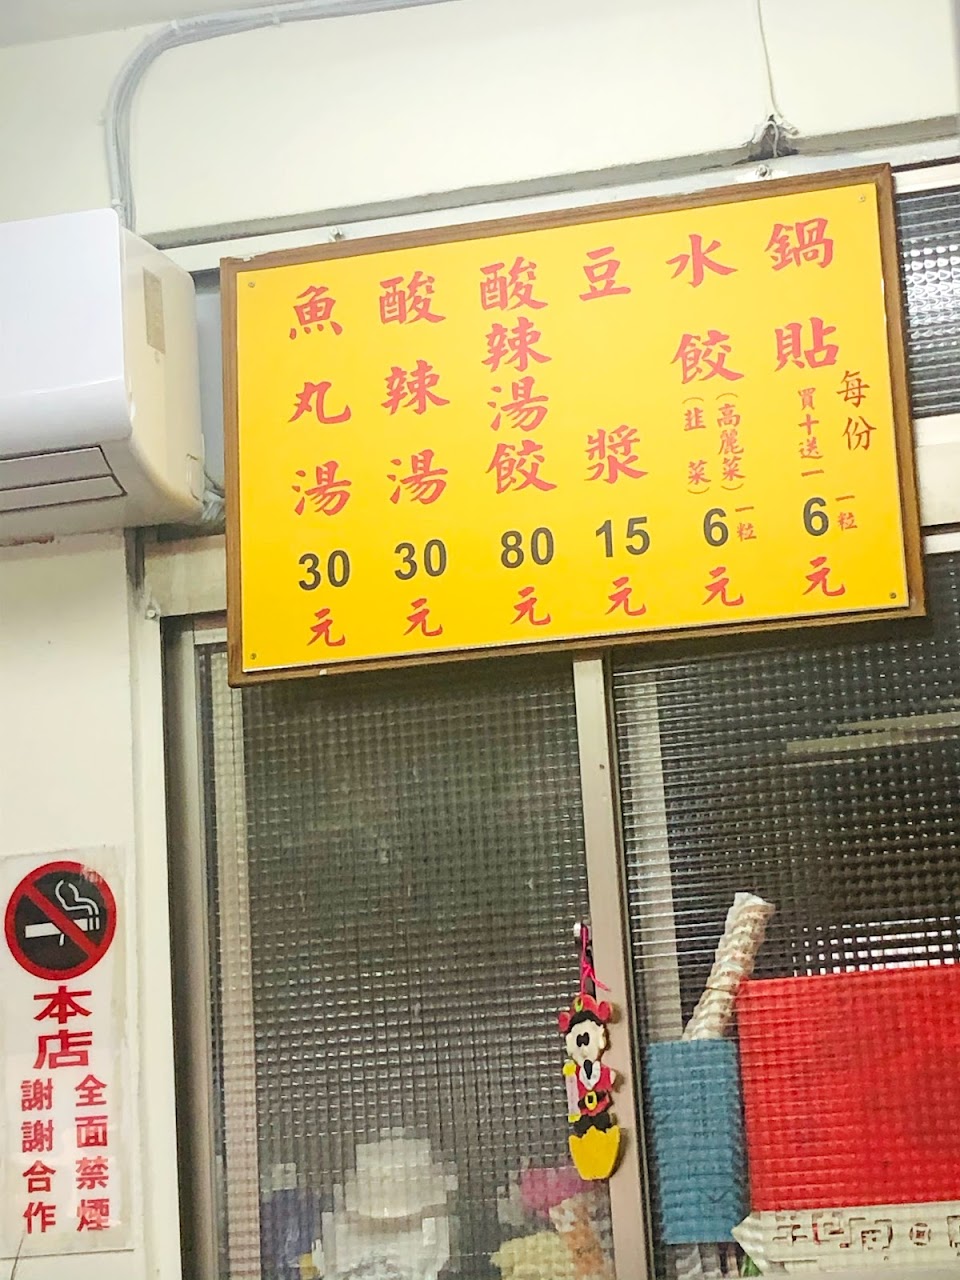 鍋貼 每份 買十送一 6 一粒 元
水餃 (高麗菜) (韭菜) 6 一粒 元
豆漿 15 元
酸辣湯餃 80 元
酸辣湯 30 元
魚丸湯 30 元
本店
全面禁煙
謝謝合作